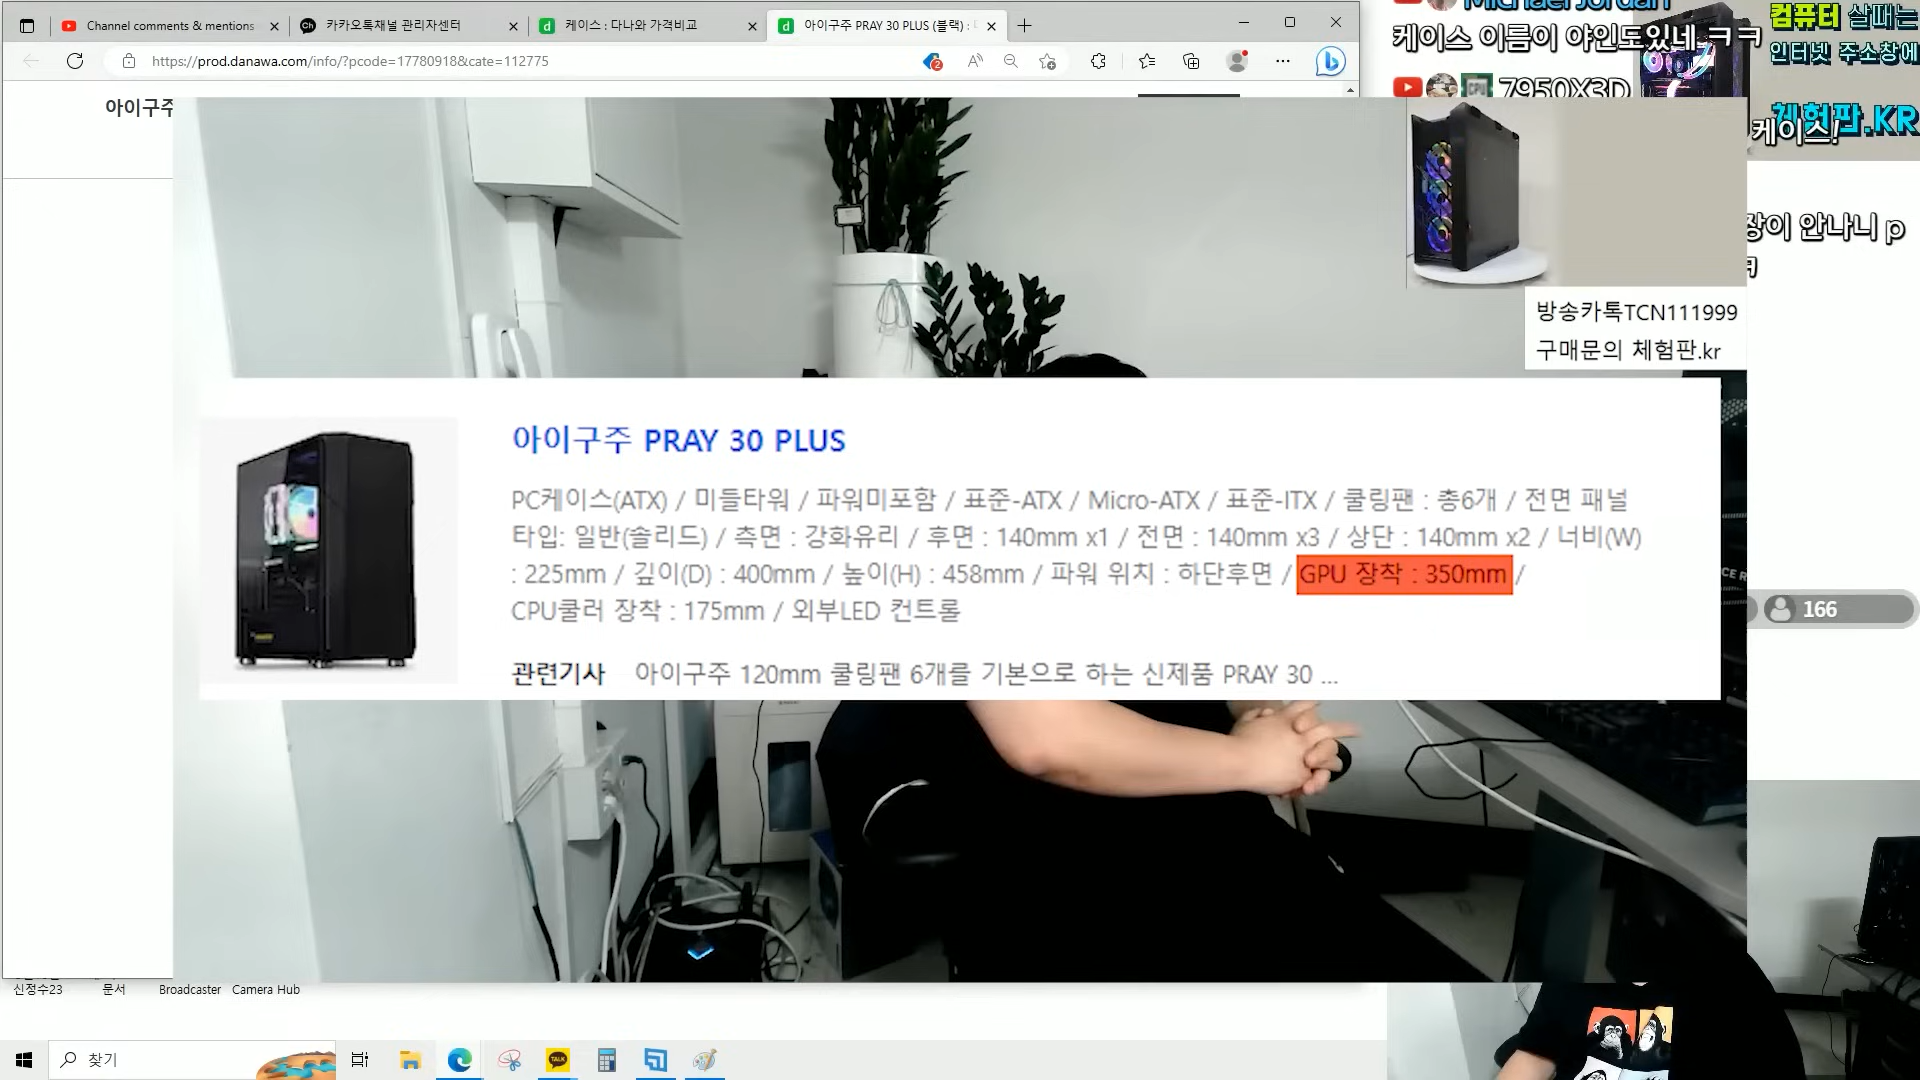 Channel comments & mentions
카카오톡채널 관리자센터
케이스 : 다나와 가격비교
아이구주 PRAY 30 PLUS (블랙) :
https://prod.danawa.com/info/?pcode=17780918&cate=112775
2
Michael Jordan
케이스 이름이 야인도있네 ㅋㅋ
7950X3D
CPU
컴퓨터 살때는
인터넷 주소창에
체험판.KR
케이스!
안나니 p
아이구주
방송카톡TCN111999
구매문의 체험판.kr
아이구주 PRAY 30 PLUS
PC케이스(ATX) / 미들타워 / 파워미포함 / 표준-ATX / Micro-ATX / 표준-ITX / 쿨링팬 : 총6개 / 전면 패널
타입: 일반(솔리드) / 측면 : 강화유리 / 후면 : 140mm x1 / 전면 : 140mm x3 / 상단 : 140mm x2 / 너비(W)
: 225mm / 깊이(D) : 400mm / 높이(H) : 458mm / 파워 위치 : 하단후면 / GPU 장착 : 350mm /
CPU쿨러 장착 : 175mm / 외부LED 컨트롤
관련기사 아이구주 120mm 쿨링팬 6개를 기본으로 하는 신제품 PRAY 30 ...
166
신정수23
문서
Broadcaster
Camera Hub
찾기
TALK